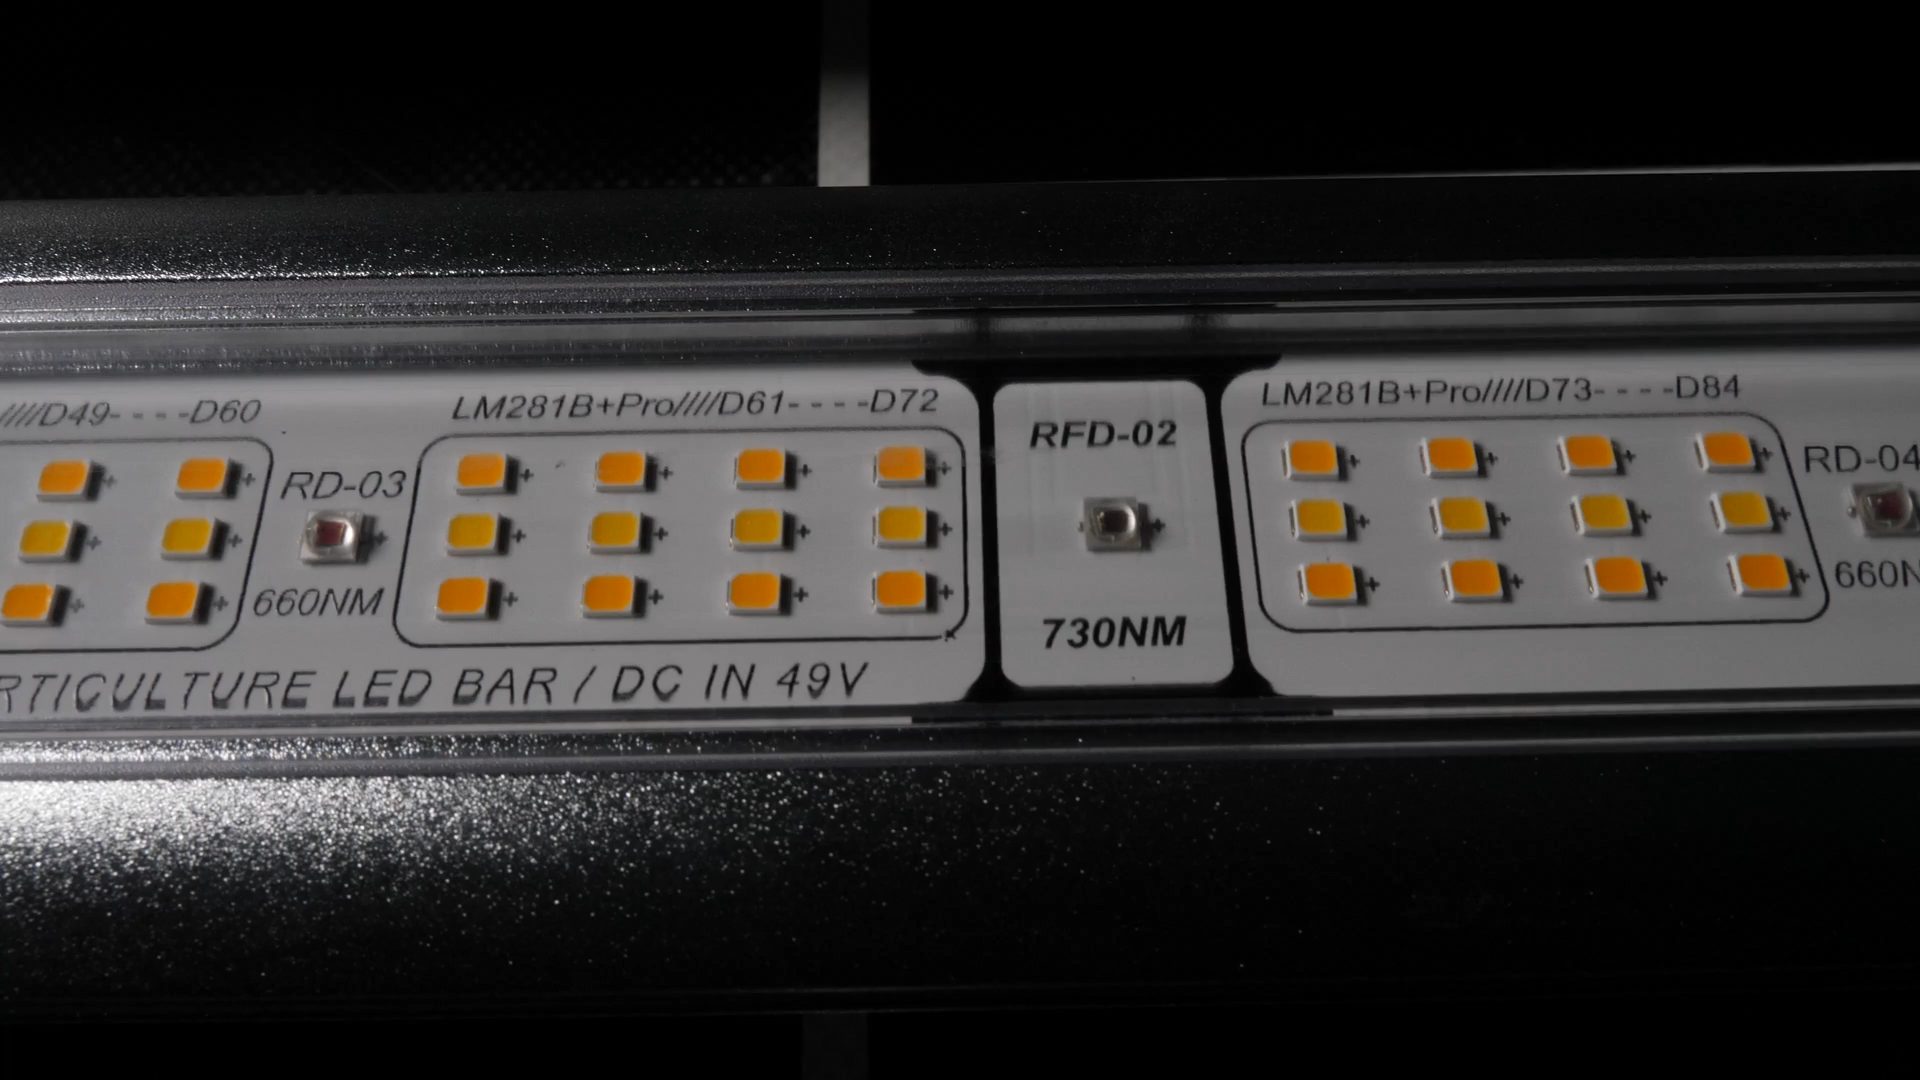 ////D49- - - -D60
LM281B+Pro////D61- - - -D72
LM281B+Pro////D73- - - -D84
RD-03
660NM
RFD-02
730NM
RD-04
660N
RTICULTURE LED BAR / DC IN 49V